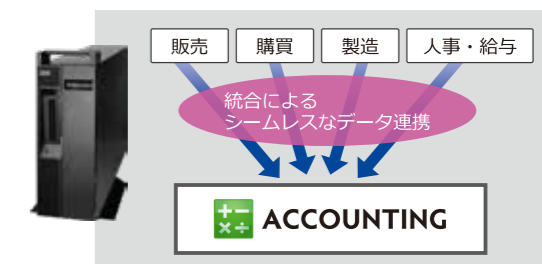 販売
購買
製造
人事・給与
統合による
シームレスなデータ連携
ACCOUNTING